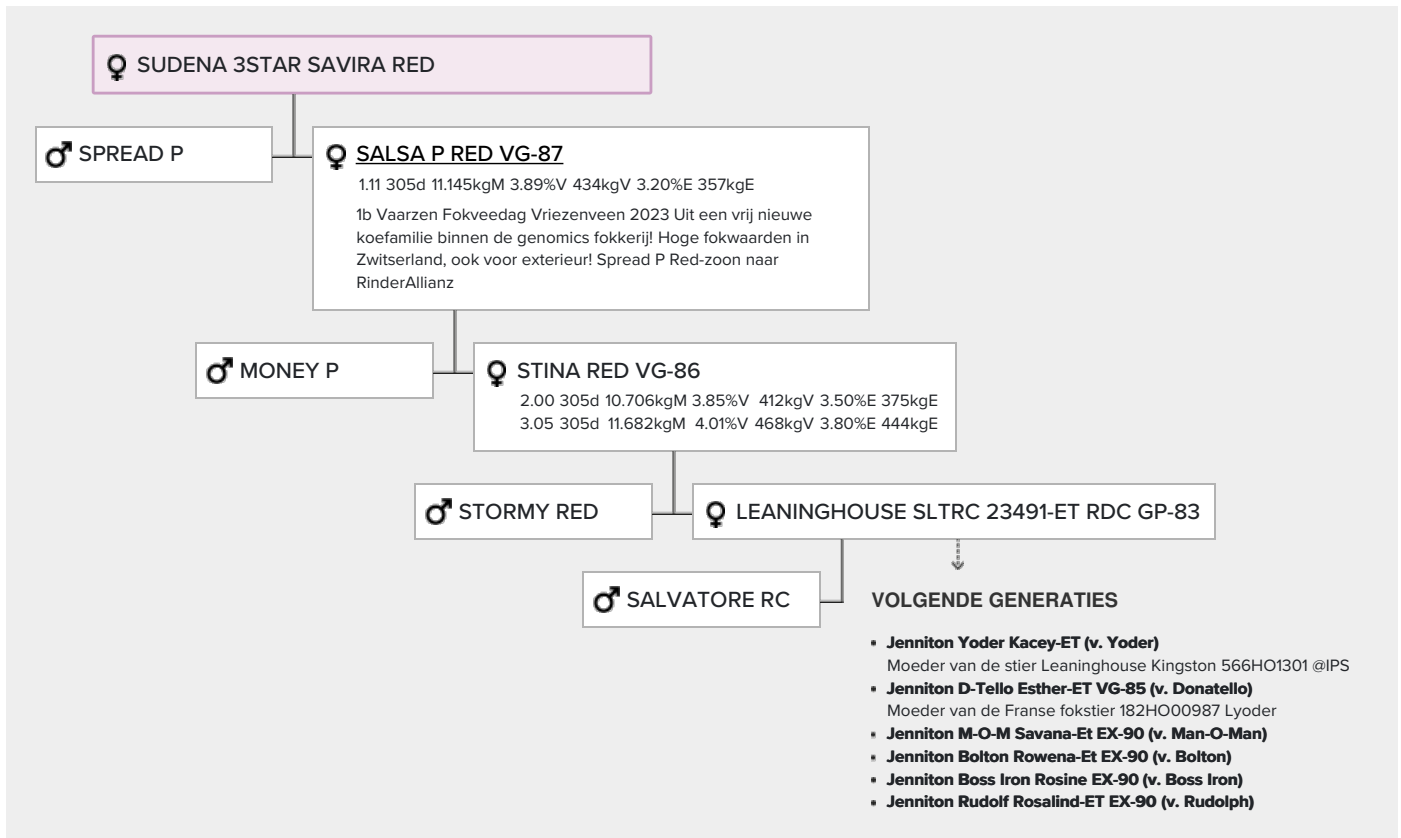 SUDENA 3STAR SAVIRA RED
SPREAD P
SALSA P RED VG-87
1.11 305d 11.145kgM 3.89%V 434kgV 3.20%E 357kgE
1b Vaarzen Fokveedag Vriezenveen 2023 Uit een vrij nieuwe
koefamilie binnen de genomics fokkerij! Hoge fokwaarden in
Zwitserland, ook voor exterieur! Spread P Red-zoon naar
RinderAllianz
MONEY P
STINA RED VG-86
2.00 305d 10.706kgM 3.85%V 412kgV 3.50%E 375kgE
3.05 305d 11.682kgM 4.01%V 468kgV 3.80%E 444kgE
STORMY RED
LEANINGHOUSE SLTRC 23491-ET RDC GP-83
SALVATORE RC
VOLGENDE GENERATIES
▪ Jenniton Yoder Kacey-ET (v. Yoder)
Moeder van de stier Leaninghouse Kingston 566HO1301 @IPS
▪ Jenniton D-Tello Esther-ET VG-85 (v. Donatello)
Moeder van de Franse fokstier 182HO00987 Lyoder
▪ Jenniton M-O-M Savana-Et EX-90 (v. Man-O-Man)
▪ Jenniton Bolton Rowena-Et EX-90 (v. Bolton)
▪ Jenniton Boss Iron Rosine EX-90 (v. Boss Iron)
▪ Jenniton Rudolf Rosalind-ET EX-90 (v. Rudolph)